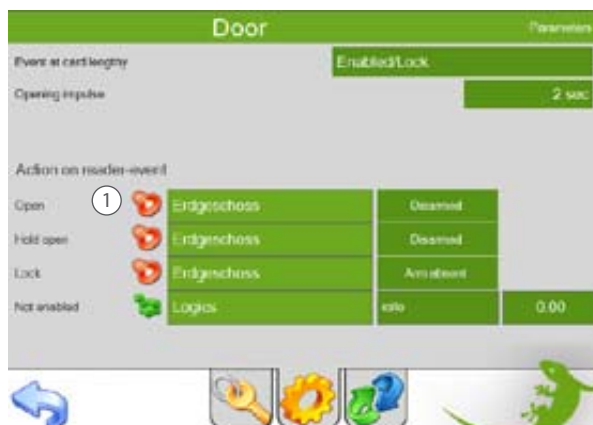 Door
Parameters
Event at card lengthy
Enabled/Lock
Opening impulse
2 sec
Action on reader-event
Open
1
Erdgeschoss
Disarmed
Hold open
Erdgeschoss
Disarmed
Lock
Erdgeschoss
Arm absent
Not enabled
Logics
0.00